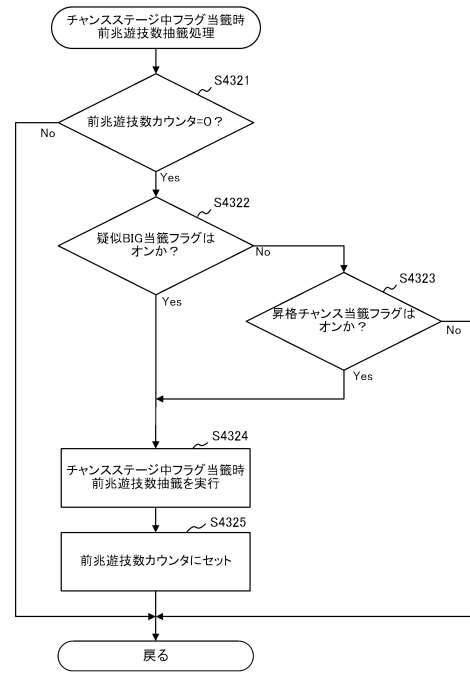 チャンスステージ中フラグ当籤時
前兆遊技数抽籤処理
S4321
前兆遊技数カウンタ=0？
No
Yes
S4322
疑似BIG当籤フラグは
オンか？
No
Yes
S4323
昇格チャンス当籤フラグは
オンか？
No
Yes
S4324
チャンスステージ中フラグ当籤時
前兆遊技数抽籤を実行
S4325
前兆遊技数カウンタにセット
戻る